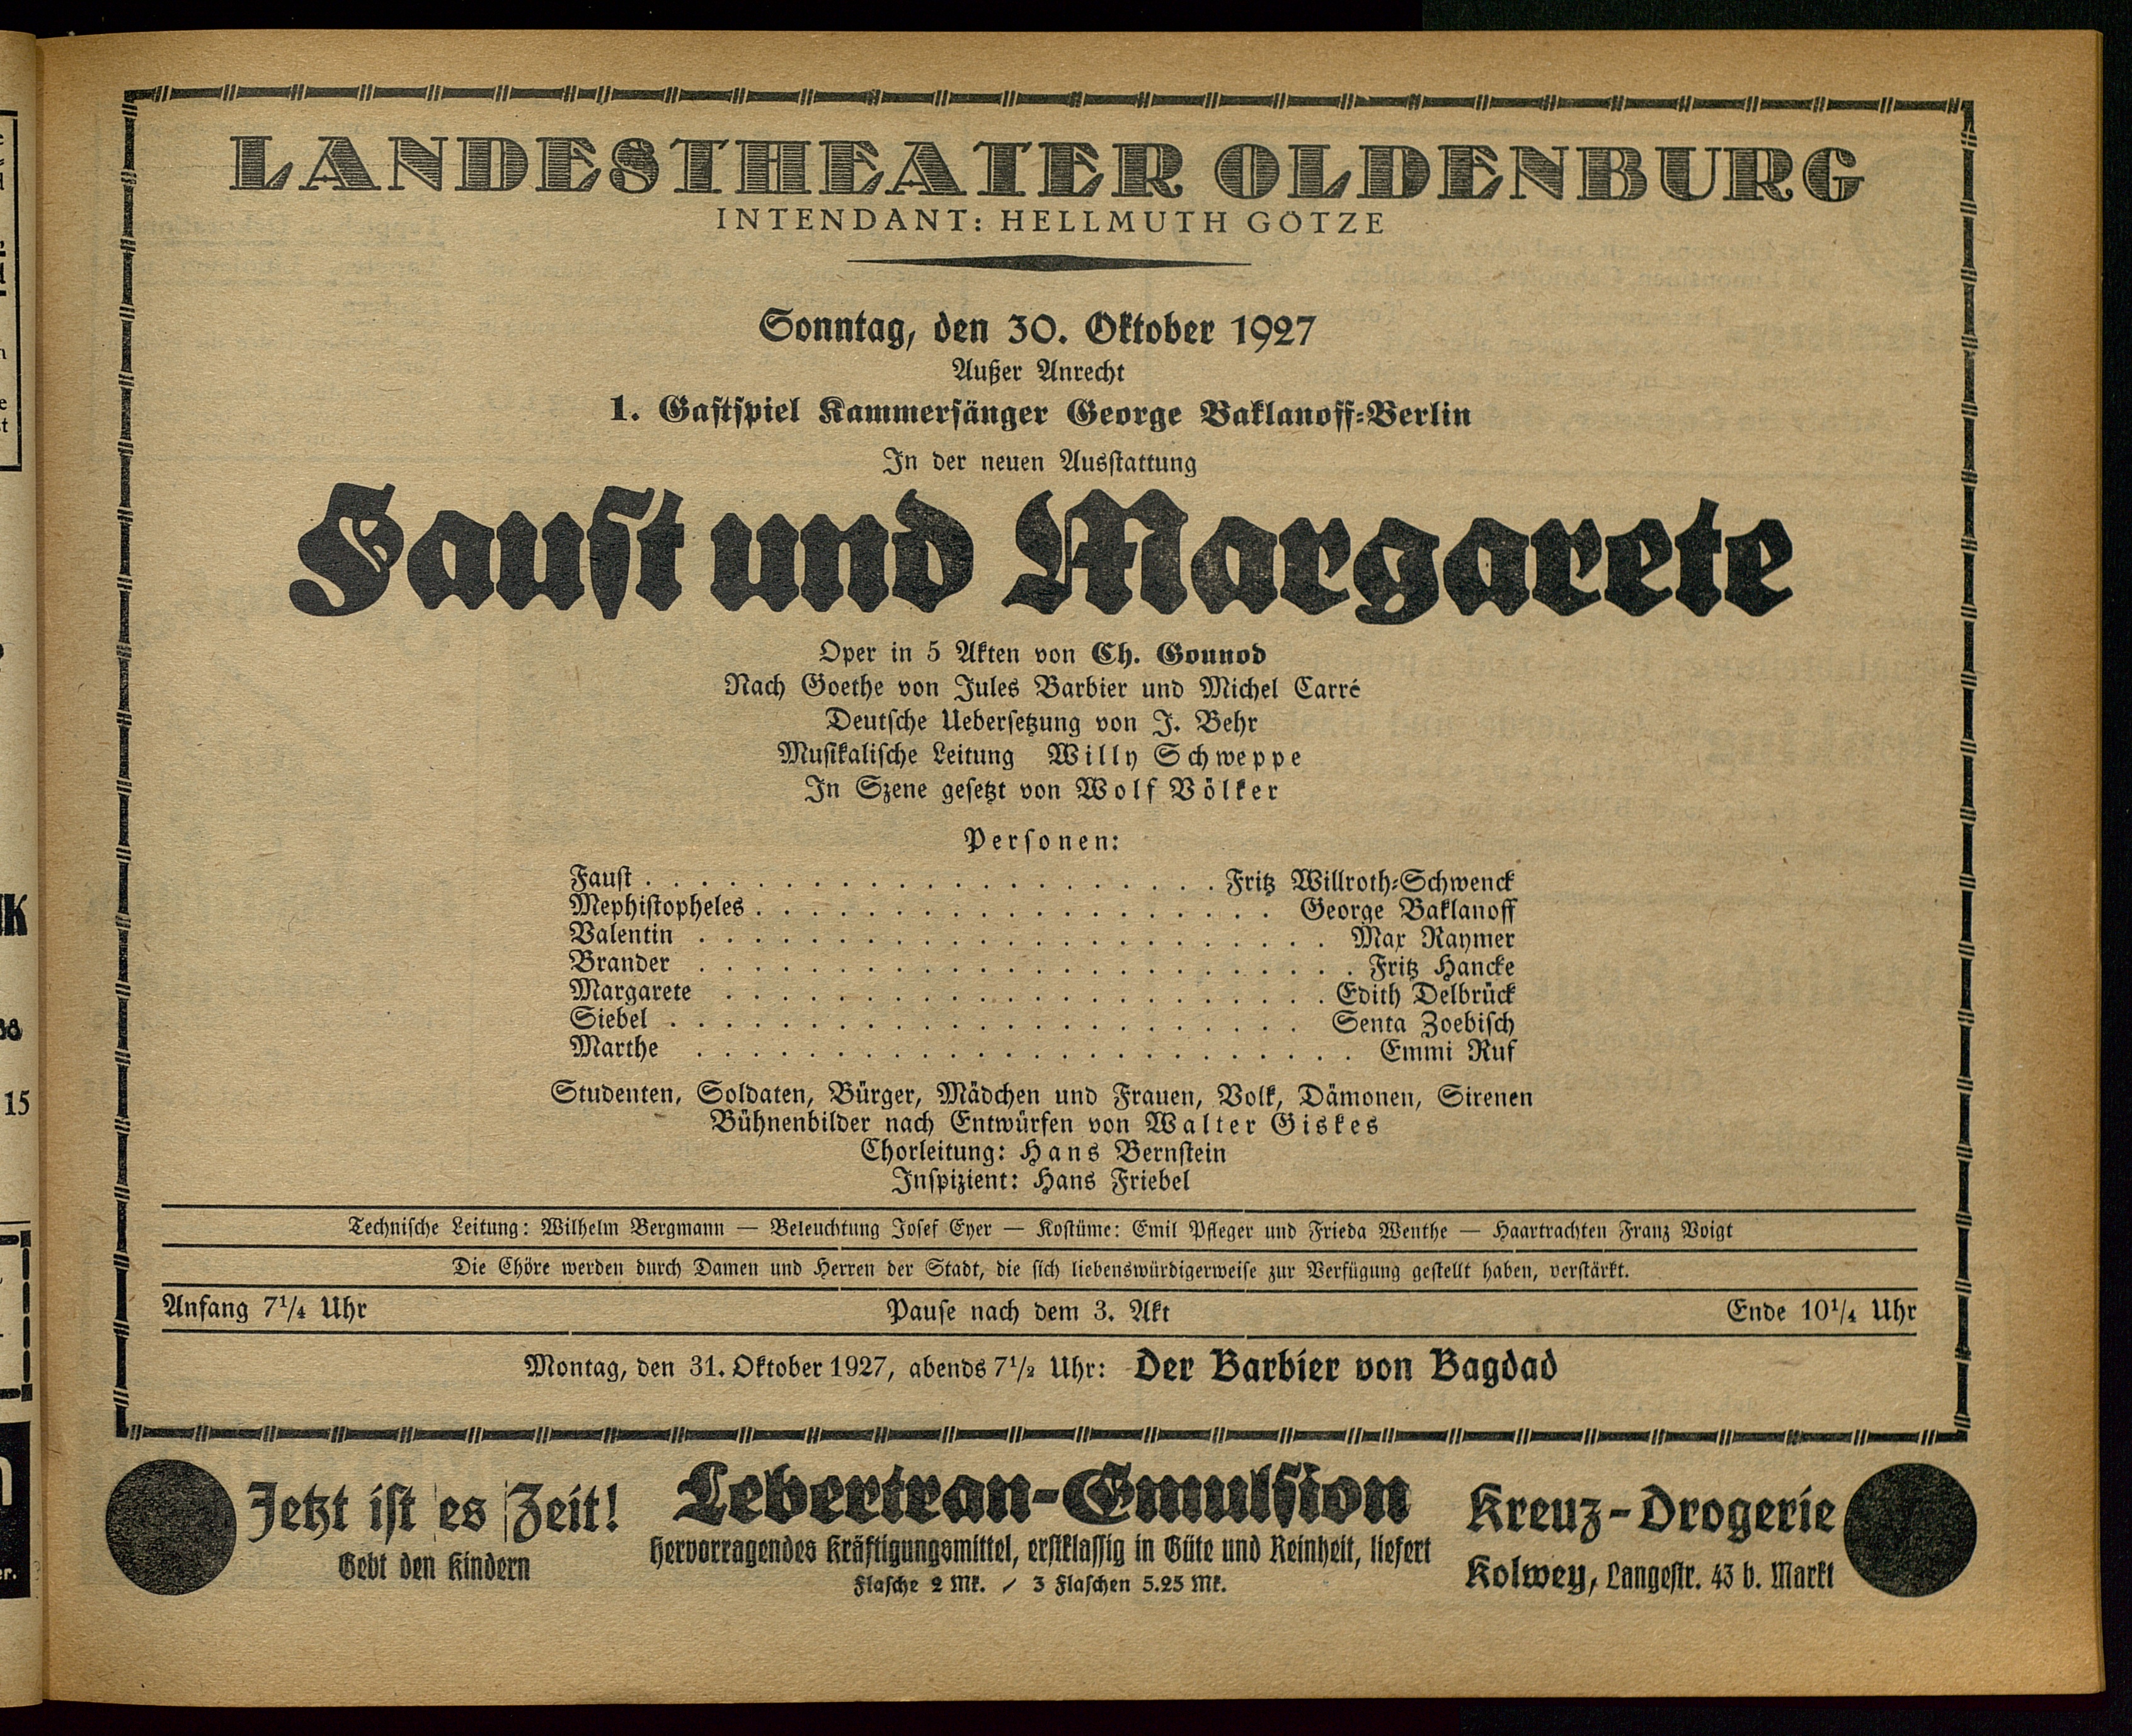 LANDESTHEATER OLDENBURG
INTENDANT: HELLMUTH GÖTZE
Sonntag, den 30. Oktober 1927
Außer Anrecht
1. Gastspiel Kammersänger George Baklanoff-Berlin
In der neuen Ausstattung
Faust und Margarete
Oper in 5 Akten von Ch. Gounod
Nach Goethe von Jules Barbier und Michel Carré
Deutsche Uebersetzung von J. Behr
Musikalische Leitung Willy Schweppe
In Szene gesetzt von Wolf Völker
Personen:
Faust . . . . . . . . . . . . . . . . . . . . . Fritz Willroth-Schwenck
Mephistopheles . . . . . . . . . . . . . . . . . . . George Baklanoff
Valentin . . . . . . . . . . . . . . . . . . . . . . . Max Raymer
Brander . . . . . . . . . . . . . . . . . . . . . . . . Fritz Hancke
Margarete . . . . . . . . . . . . . . . . . . . . . . Edith Delbrück
Siebel . . . . . . . . . . . . . . . . . . . . . . . Senta Zoebisch
Marthe . . . . . . . . . . . . . . . . . . . . . . . . Emmi Ruf
Studenten, Soldaten, Bürger, Mädchen und Frauen, Volk, Dämonen, Sirenen
Bühnenbilder nach Entwürfen von Walter Giskes
Chorleitung: Hans Bernstein
Inspizient: Hans Friebel
Technische Leitung: Wilhelm Bergmann — Beleuchtung Josef Eyer — Kostüme: Emil Pfleger und Frieda Wenthe — Haartrachten Franz Voigt
Die Chöre werden durch Damen und Herren der Stadt, die sich liebenswürdigerweise zur Verfügung gestellt haben, verstärkt.
Anfang 7¼ Uhr Pause nach dem 3. Akt Ende 10¼ Uhr
Montag, den 31. Oktober 1927, abends 7½ Uhr: Der Barbier von Bagdad
Jetzt ist es Zeit!
Gebt den Kindern
Lebertran-Emulsion
hervorragendes Kräftigungsmittel, erstklassig in Güte und Reinheit, liefert
Flasche 2 Mk. / 3 Flaschen 5.25 Mk.
Kreuz-Drogerie
Kolwey, Langestr. 43 b. Markt